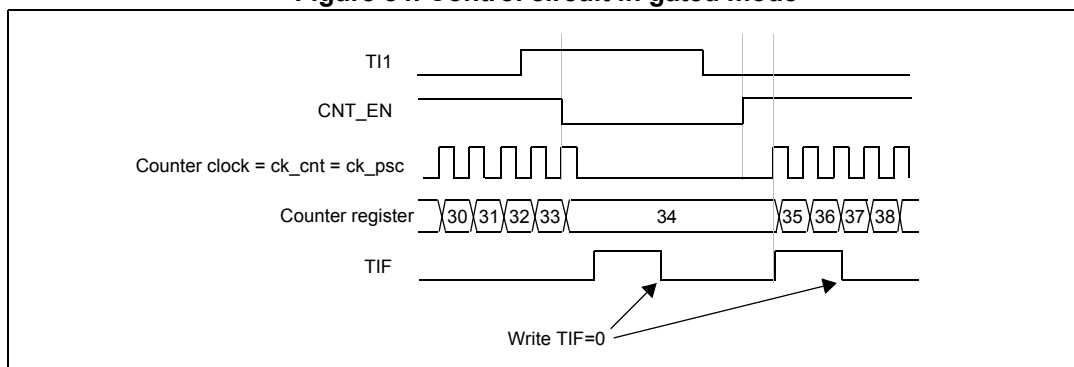 Figure Control circuit in gated mode
TI1
CNT_EN
Counter clock = ck_cnt = ck_psc
Counter register 30 31 32 33 34 35 36 37 38
TIF
Write TIF=0